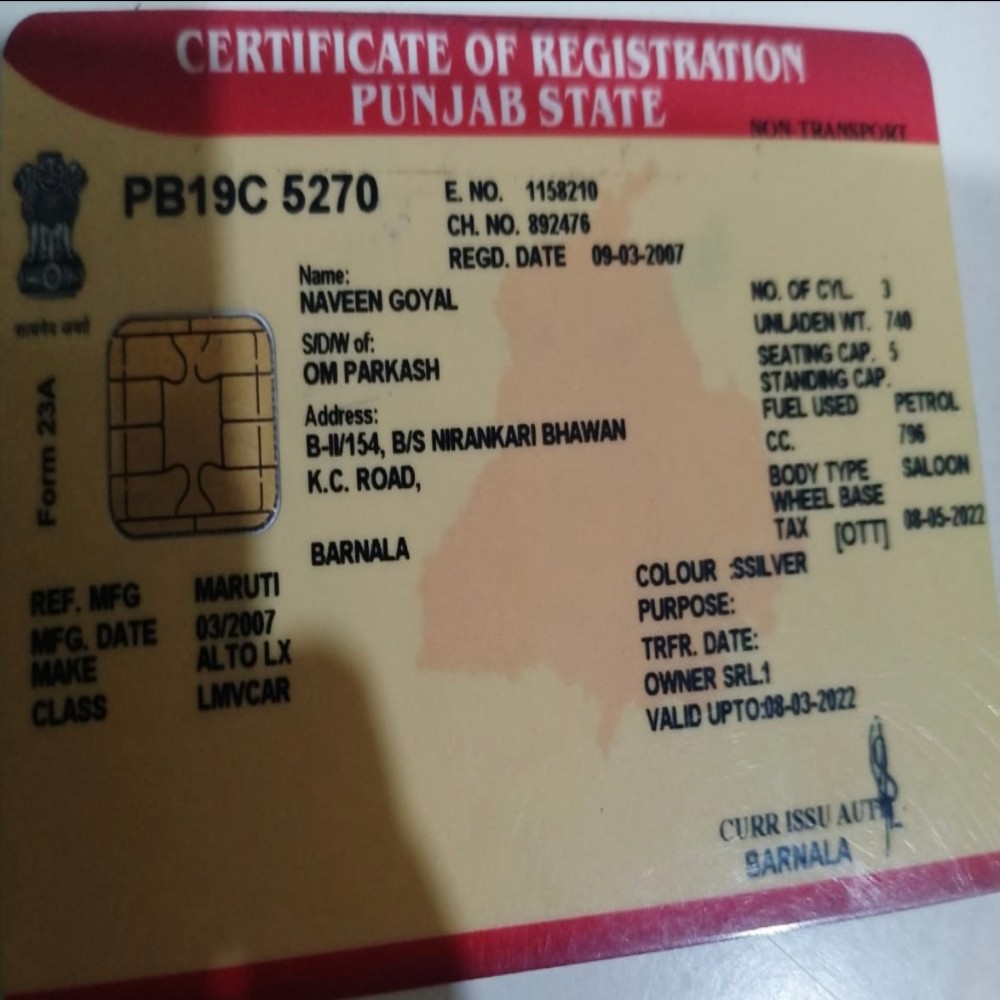 CERTIFICATE OF REGISTRATION
PUNJAB STATE
NON-TRANSPORT
PB19C 5270
E. NO. 1158210
CH. NO. 892476
REGD. DATE 09-03-2007
सत्यमेव जयते
Form 23A
Name:
NAVEEN GOYAL
S/D/W of:
OM PARKASH
Address:
B-II/154, B/S NIRANKARI BHAWAN
K.C. ROAD,
BARNALA
NO. OF CYL. 3
UNLADEN WT. 740
SEATING CAP. 5
STANDING CAP.
FUEL USED PETROL
CC. 796
BODY TYPE SALOON
WHEEL BASE
TAX [OTT] 08-05-2022
REF. MFG MARUTI
MFG. DATE 03/2007
MAKE ALTO LX
CLASS LMVCAR
COLOUR :SSILVER
PURPOSE:
TRFR. DATE:
OWNER SRL.1
VALID UPTO:08-03-2022
CURR ISSU AUTH
BARNALA